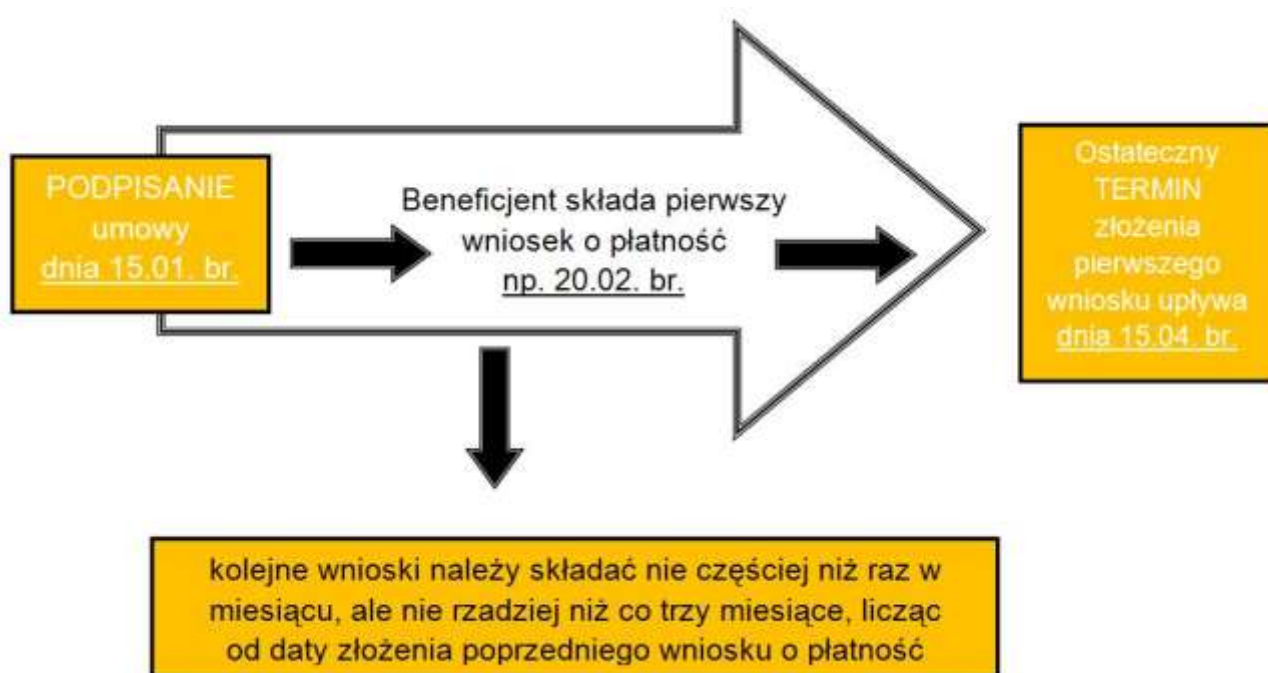 PODPISANIE
umowy
dnia 15.01. br.
Beneficjent składa pierwszy
wniosek o płatność
np. 20.02. br.
Ostateczny
TERMIN
złożenia
pierwszego
wniosku upływa
dnia 15.04. br.
kolejne wnioski należy składać nie częściej niż raz w
miesiącu, ale nie rzadziej niż co trzy miesiące, licząc
od daty złożenia poprzedniego wniosku o płatność